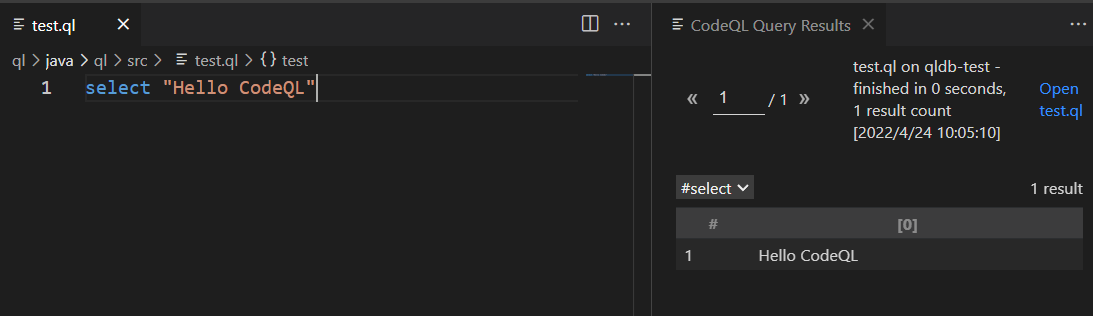 test.ql
ql > java > ql > src > test.ql > {} test
1 select "Hello CodeQL"
CodeQL Query Results
« 1 / 1 »
test.ql on qldb-test -
finished in 0 seconds,
1 result count
[2022/4/24 10:05:10]
Open
test.ql
#select 1 result
# [0]
1 Hello CodeQL